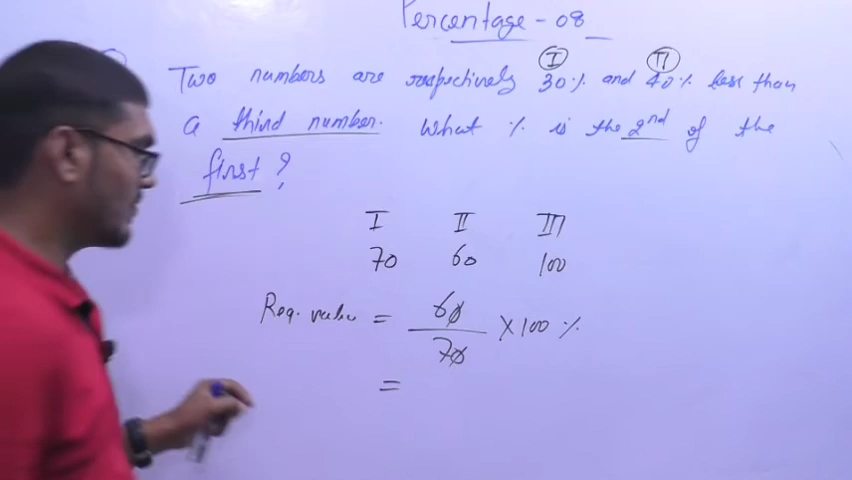 Percentage - 08
Two numbers are respectively 30% and 40% less than
I II
a third number. What % is the 2nd of the
first ?
I II III
70 60 100
Req. value = 60/70 × 100 %
=